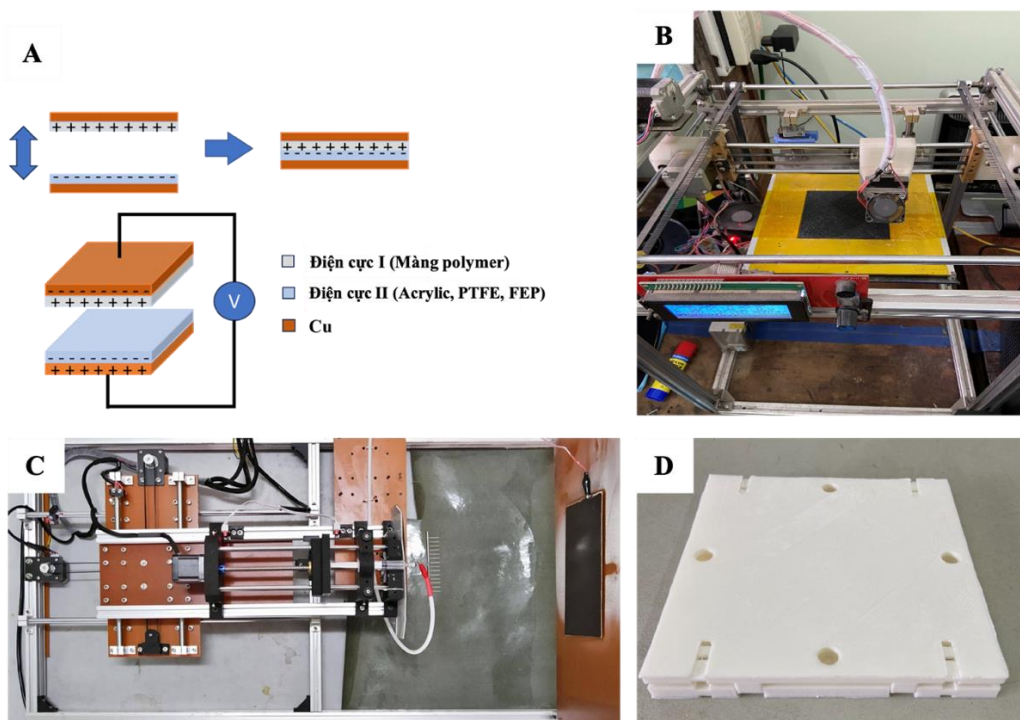 A
B
+ + + + + + + + +
- - - - - - - - -
+ + + + + + + + +
- - - - - - - - -
- - - - - - - -
+ + + + + + +
- - - - - - - -
+ + + + + + +
V
Điện cực I (Màng polymer)
Điện cực II (Acrylic, PTFE, FEP)
Cu
C
D